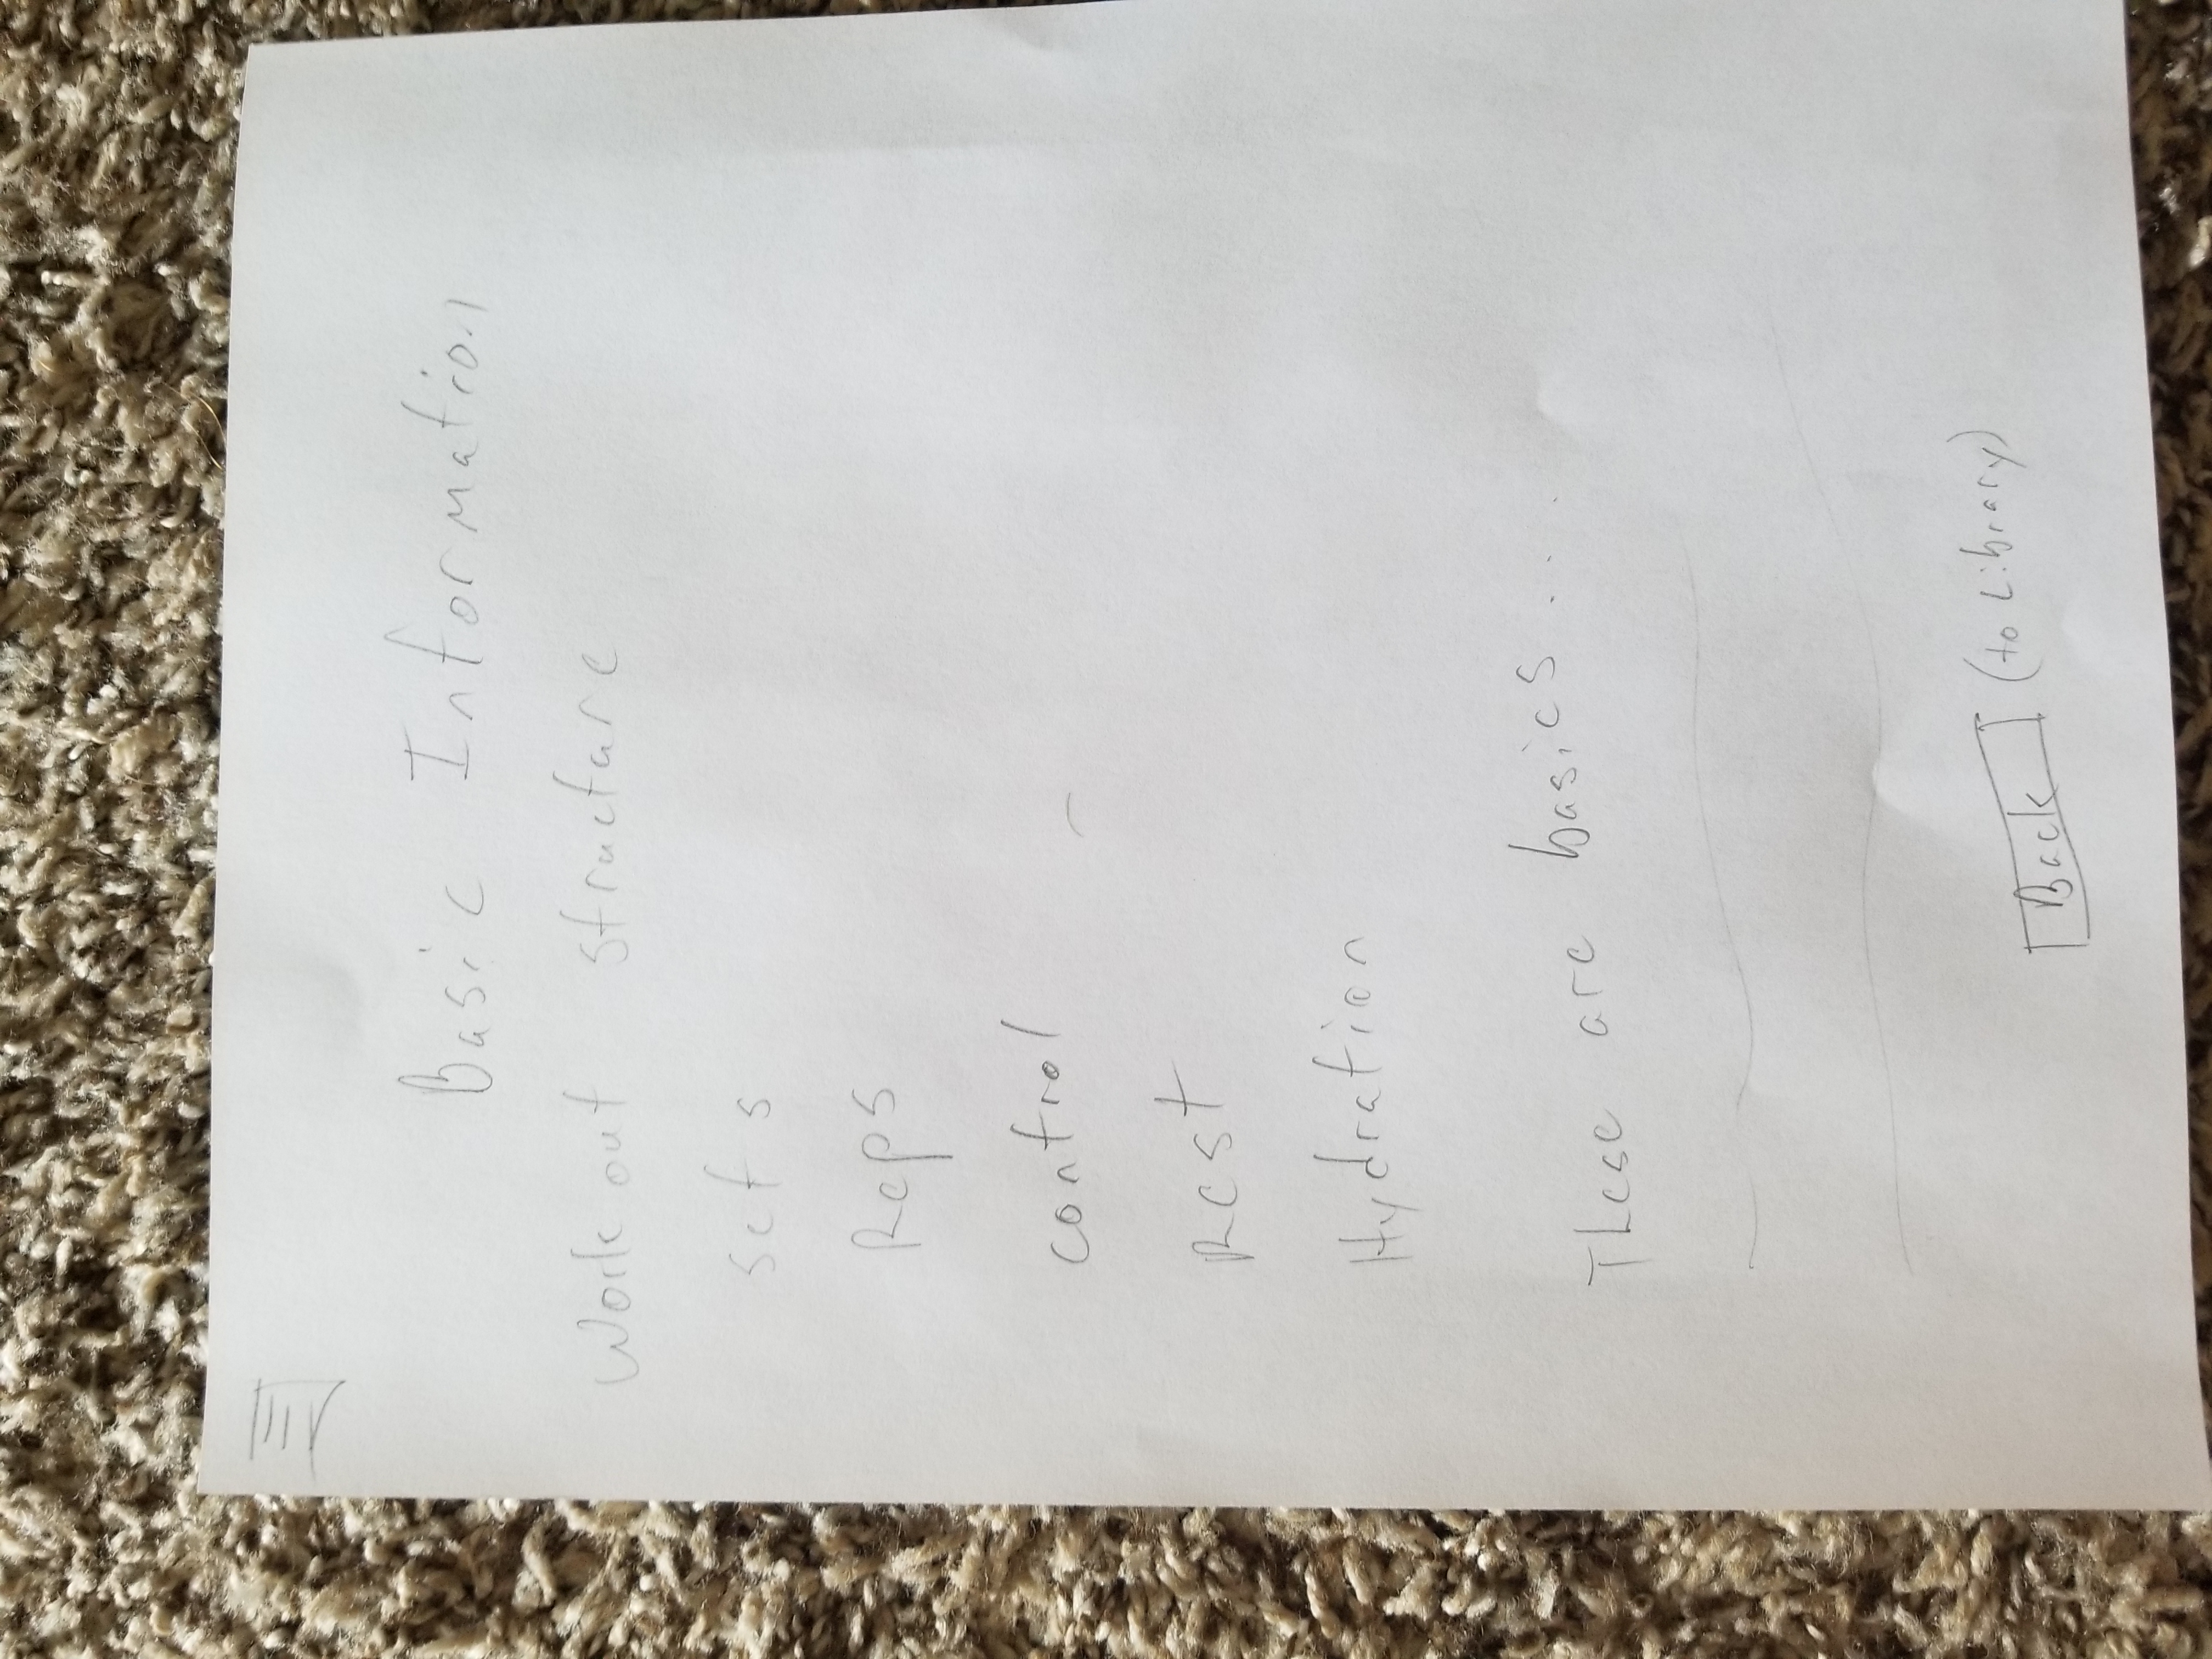 Basic Information
Work out structure
sets
Reps
control
Rest
Hydration
These are basics ....
Back (to Library)